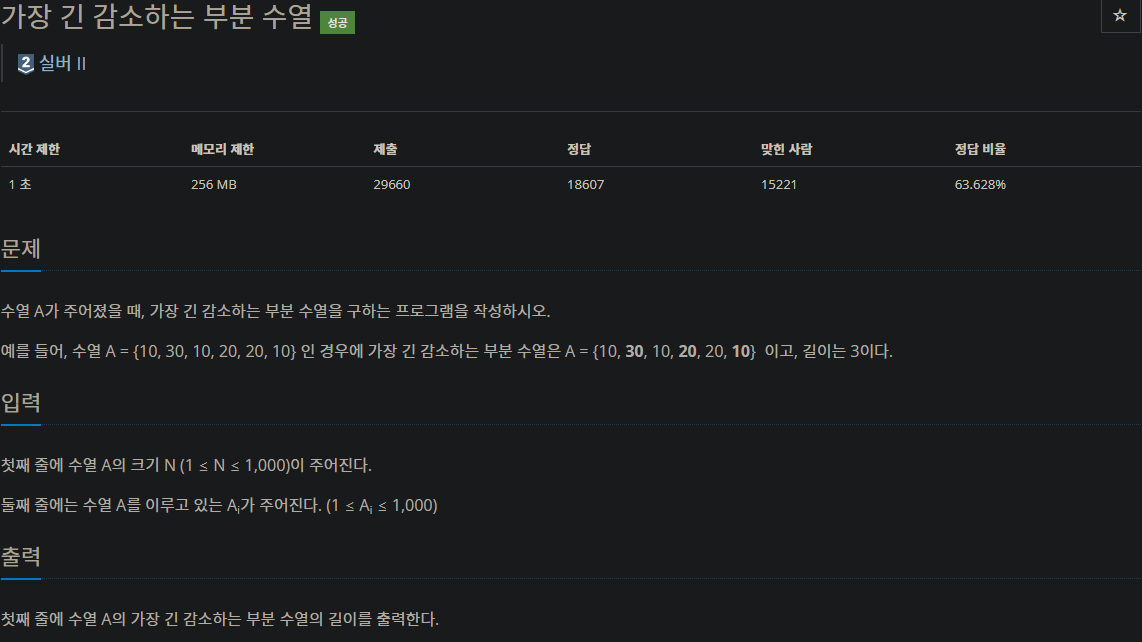 가장 긴 감소하는 부분 수열 성공
2 실버 II
시간 제한 메모리 제한 제출 정답 맞힌 사람 정답 비율
1 초 256 MB 29660 18607 15221 63.628%
문제
수열 A가 주어졌을 때, 가장 긴 감소하는 부분 수열을 구하는 프로그램을 작성하시오.
예를 들어, 수열 A = {10, 30, 10, 20, 20, 10} 인 경우에 가장 긴 감소하는 부분 수열은 A = {10, 30, 10, 20, 20, 10} 이고, 길이는 3이다.
입력
첫째 줄에 수열 A의 크기 N (1 ≤ N ≤ 1,000)이 주어진다.
둘째 줄에는 수열 A를 이루고 있는 Ai가 주어진다. (1 ≤ Ai ≤ 1,000)
출력
첫째 줄에 수열 A의 가장 긴 감소하는 부분 수열의 길이를 출력한다.